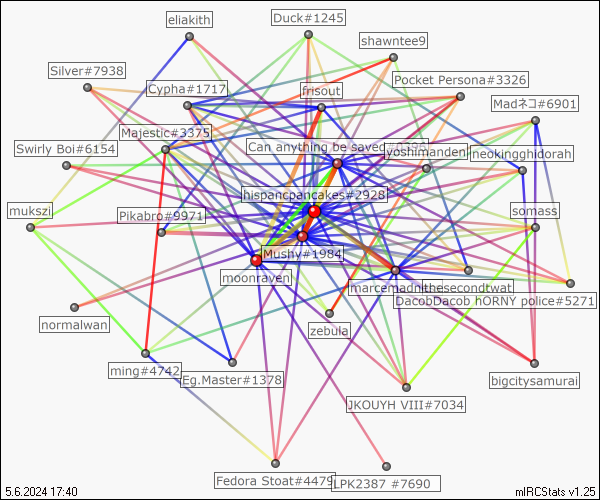 eliakith
Duck#1245
shawntee9
Silver#7938
Cypha#1717
frisout
Pocket Persona#3326
Madネコ#6901
Majestic#3375
Swirly Boi#6154
Can anything be saved
yoshimanden
neokingghidorah
hispancpancakes#2928
mukszi
Pikabro#9971
somass
Mushy#1984
moonraven
marcemadnithesecondtwat
DacobDacob hORNY police#5271
normalwan
zebula
ming#4742
Eg.Master#1378
bigcitysamurai
JKOUYH VIII#7034
Fedora Stoat#4479
LPK2387 #7690
5.6.2024 17:40
mIRCStats v1.25